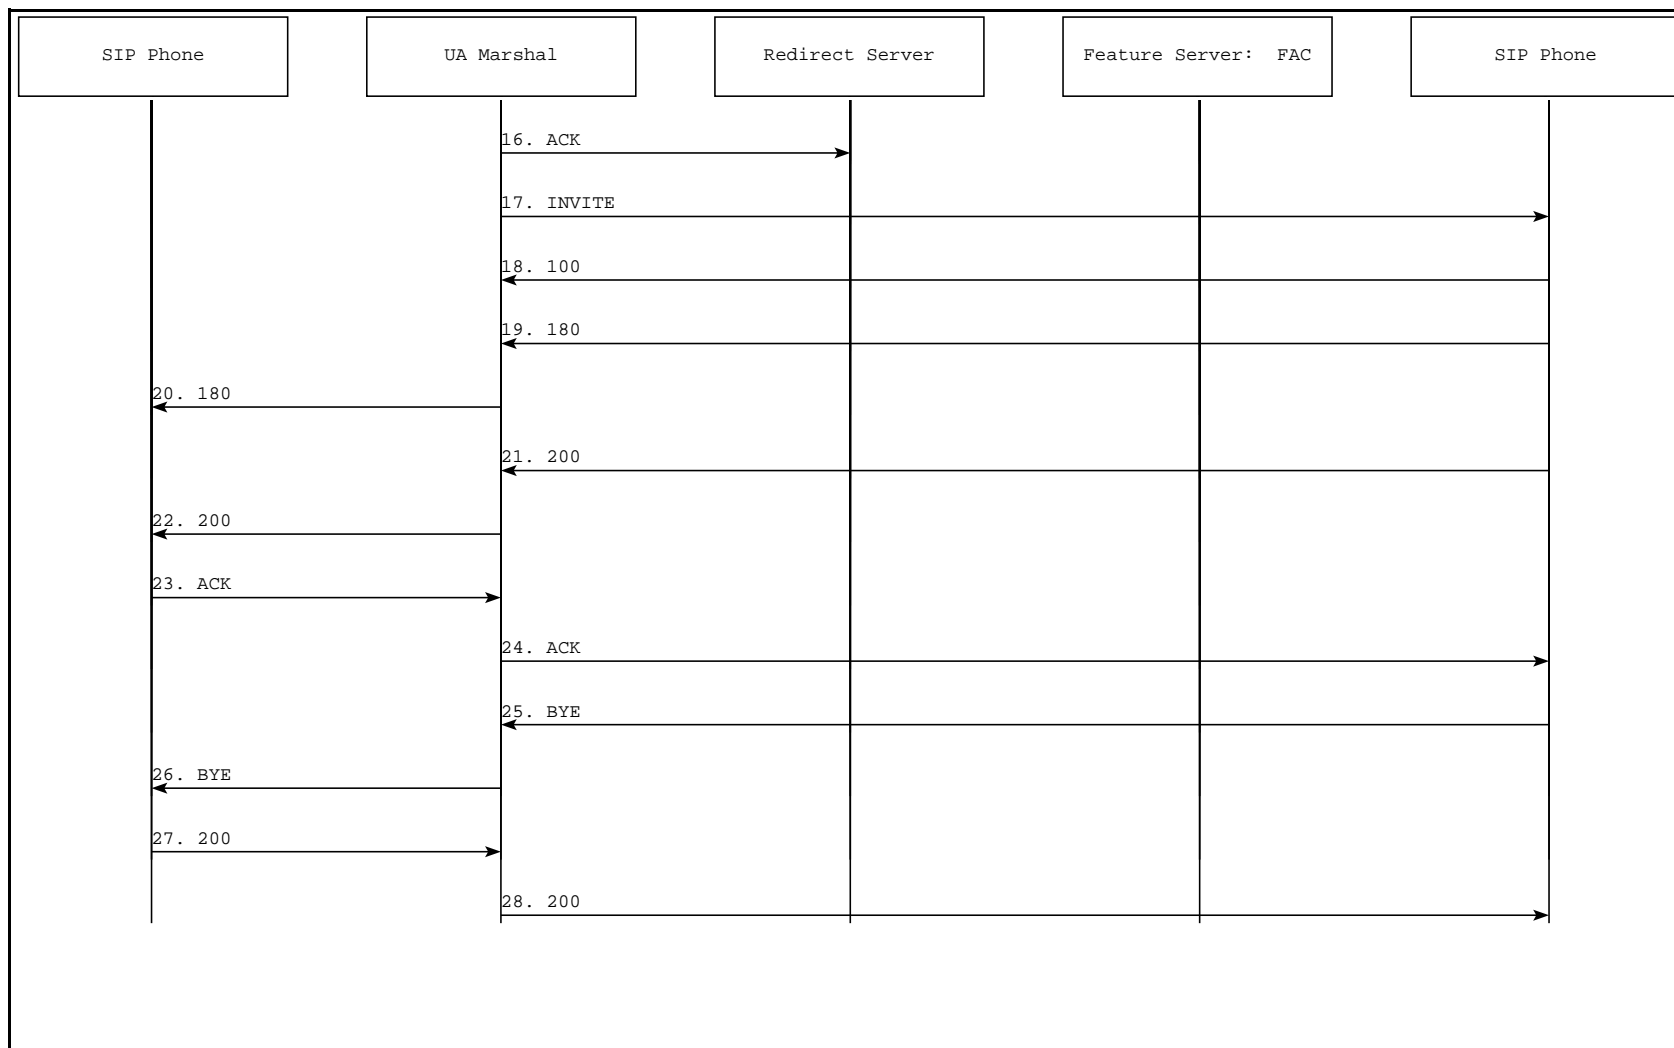 SIP Phone
UA Marshal
Redirect Server
Feature Server:  FAC
SIP Phone
16. ACK
17. INVITE
18. 100
19. 180
20. 180
21. 200
22. 200
23. ACK
24. ACK
25. BYE
26. BYE
27. 200
28. 200